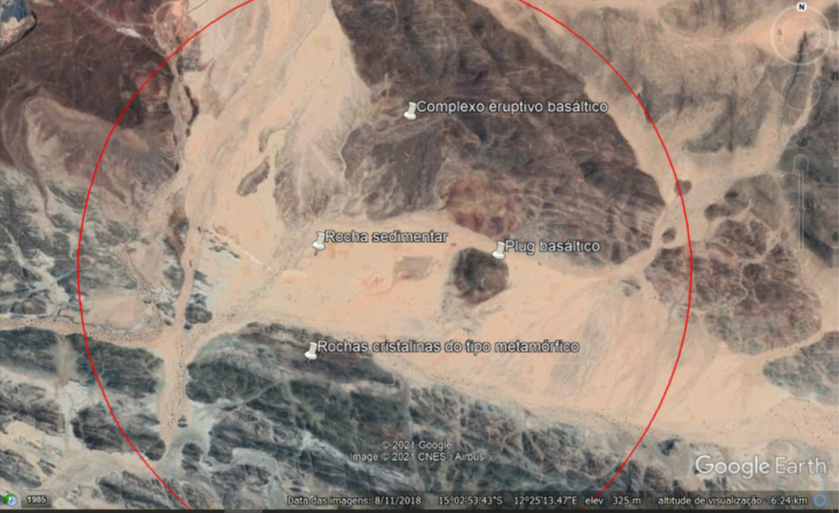 N
Complexo eruptivo basáltico
Rocha sedimentar
Plug basáltico
Rochas cristalinas do tipo metamórfico
© 2021 Google
Image © 2021 CNES / Airbus
Google Earth
1985
Data das imagens: 8/11/2018 15°02'53.43"S 12°25'13.47"E elev 325 m altitude de visualização 6.24 km